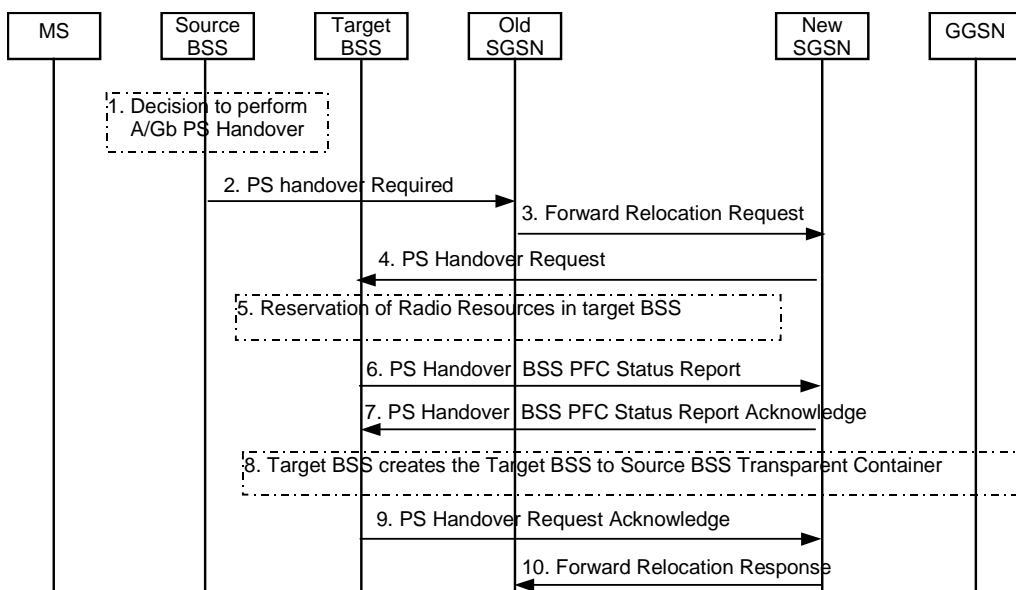 MS
Source
BSS
Target
BSS
Old
SGSN
New
SGSN
GGSN
1. Decision to perform
A/Gb PS Handover
2. PS handover Required
3. Forward Relocation Request
4. PS Handover Request
5. Reservation of Radio Resources in target BSS
6. PS Handover BSS PFC Status Report
7. PS Handover BSS PFC Status Report Acknowledge
8. Target BSS creates the Target BSS to Source BSS Transparent Container
9. PS Handover Request Acknowledge
10. Forward Relocation Response